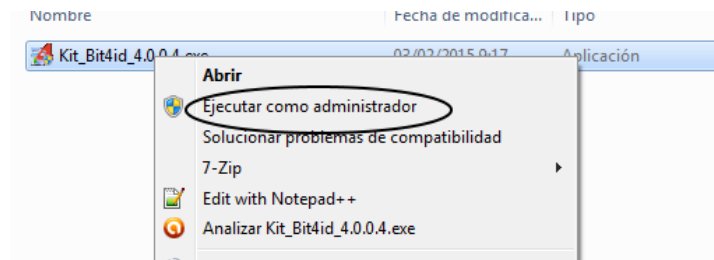 Nombre Fecha de modifica... Tipo
Kit_Bit4id_4.0.0.4.exe 03/02/2015 9:17 Aplicación
Abrir
Ejecutar como administrador
Solucionar problemas de compatibilidad
7-Zip
Edit with Notepad++
Analizar Kit_Bit4id_4.0.0.4.exe